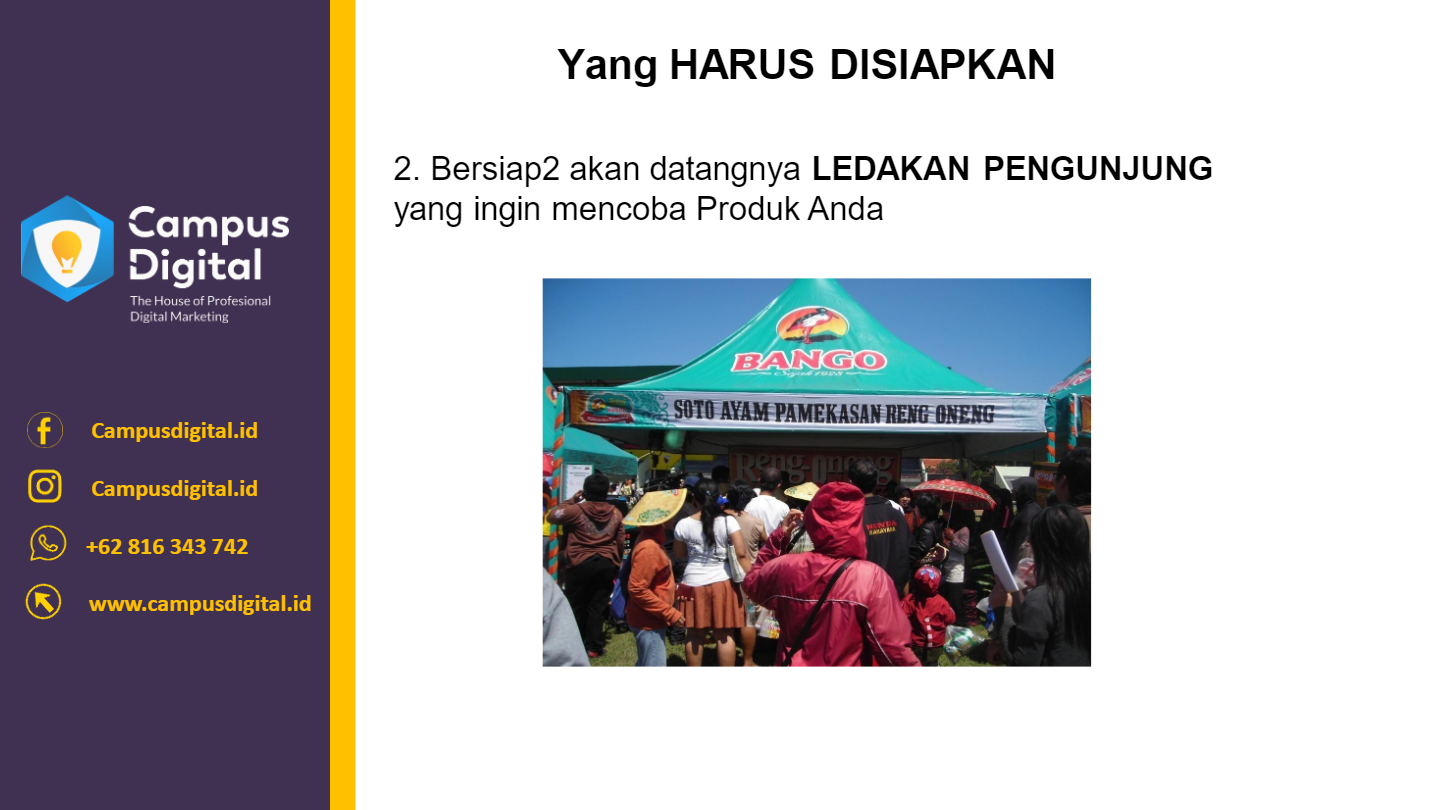 Yang HARUS DISIAPKAN
2. Bersiap2 akan datangnya LEDAKAN PENGUNJUNG
yang ingin mencoba Produk Anda
Campus
Digital
The House of Profesional
Digital Marketing
Campusdigital.id
Campusdigital.id
+62 816 343 742
www.campusdigital.id
BANGO
Sejak 1928
SOTO AYAM PAMEKASAN RENG ONENG
Reng-Oneng